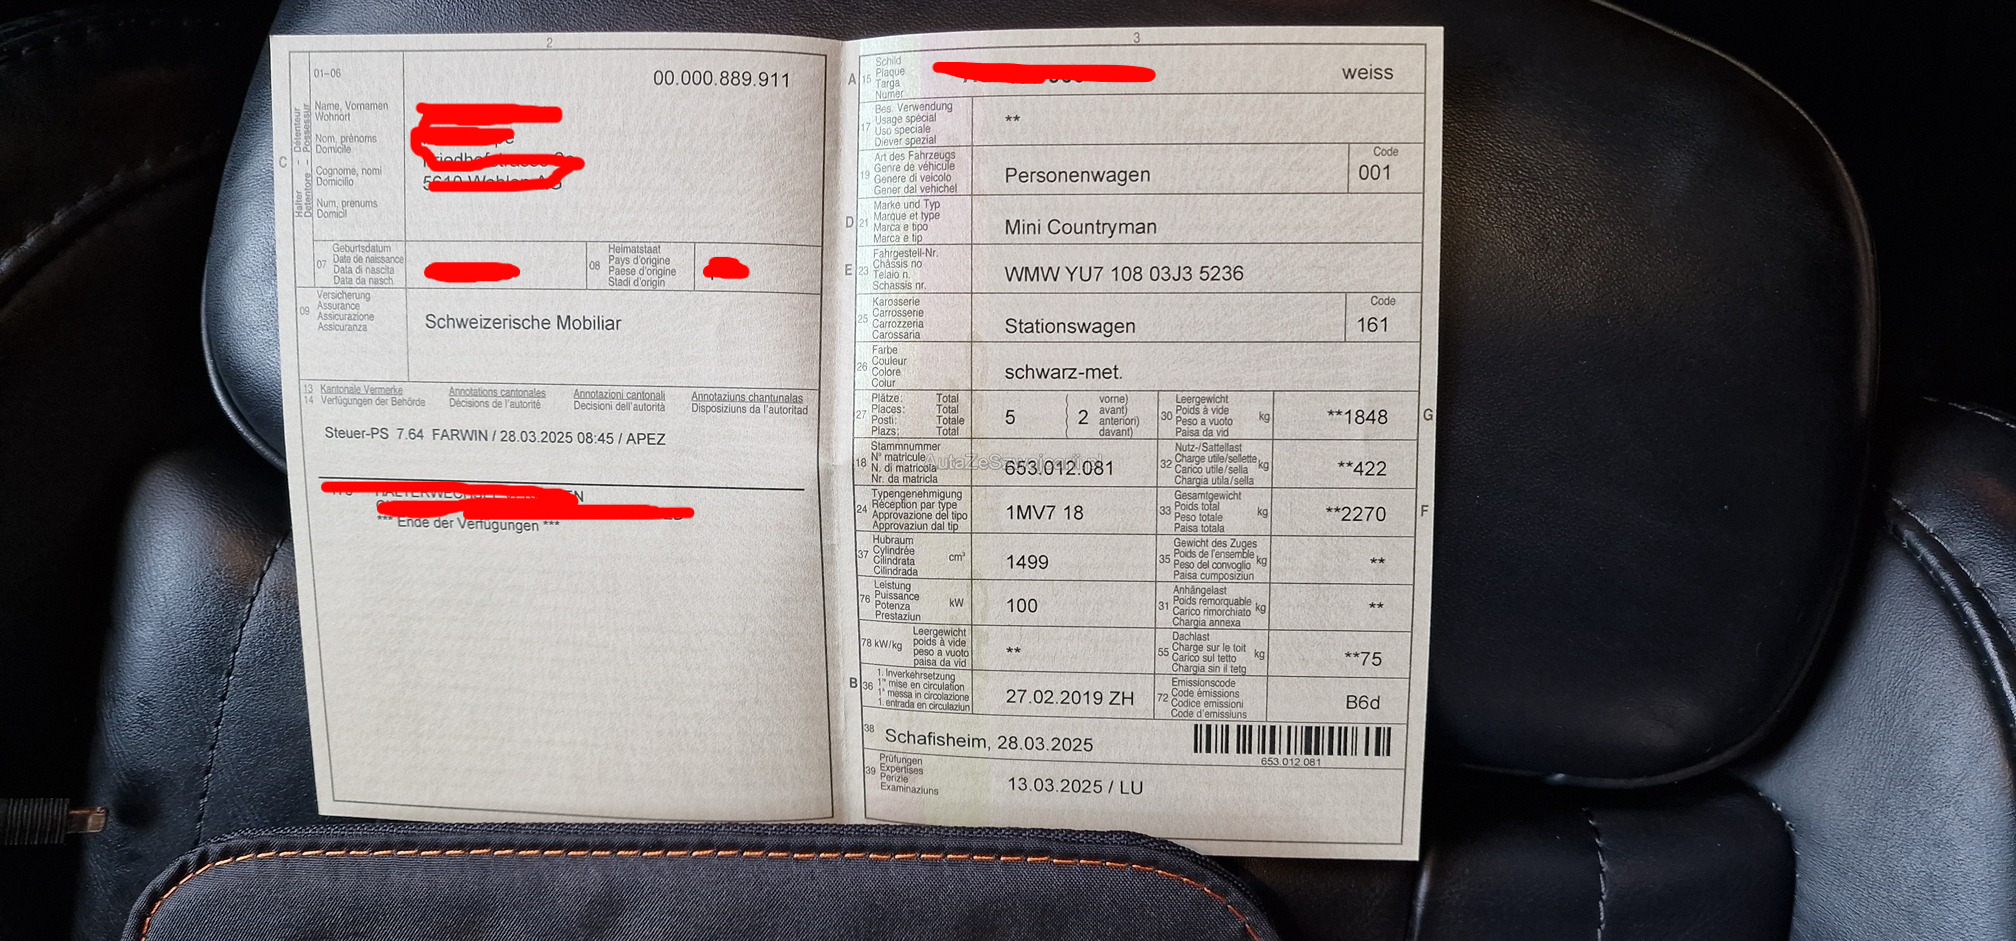 2
01-06
00.000.889.911
C
Halter - Détenteur
Detentore - Possessur
Name, Vornamen
Wohnort
Nom, prénoms
Domicile
Cognome, nomi
Domicilio
Num, prenums
Domicil
07
Geburtsdatum
Date de naissance
Data di nascita
Data da nasch.
08
Heimatstaat
Pays d'origine
Paese d'origine
Stadi d'origin
09
Versicherung
Assurance
Assicurazione
Assicuranza
Schweizerische Mobiliar
13 Kantonale Vermerke Annotations cantonales Annotazioni cantonali Annotaziuns chantunalas
14 Verfügungen der Behörde Décisions de l'autorité Decisioni dell'autorità Disposiziuns da l'autoritad
Steuer-PS 7.64 FARWIN / 28.03.2025 08:45 / APEZ
*** Ende der Verfügungen ***
3
A 15
Schild
Plaque
Targa
Numer
weiss
17
Bes. Verwendung
Usage spécial
Uso speciale
Diever spezial
**
19
Art des Fahrzeugs
Genre de véhicule
Genere di veicolo
Gener dal vehichel
Personenwagen
Code
001
D 21
Marke und Typ
Marque et type
Marca e tipo
Marca e tip
Mini Countryman
E 23
Fahrgestell-Nr.
Châssis no
Telaio n.
Schassis nr.
WMW YU7 108 03J3 5236
25
Karosserie
Carrosserie
Carrozzeria
Carossaria
Stationswagen
Code
161
26
Farbe
Couleur
Colore
Colur
schwarz-met.
27
Plätze: Total
Places: Total
Posti: Totale
Plazs: Total
5
( vorne)
( 2 avant)
( anteriori)
( davant)
30
Leergewicht
Poids à vide
Peso a vuoto
Paisa da vid
kg
**1848
G
18
Stammnummer
N° matricule
N. di matricola
Nr. da matricla
653.012.081
32
Nutz-/Sattellast
Charge utile/sellette
Carico utile/sella
Chargia utila/sella
kg
**422
24
Typengenehmigung
Réception par type
Approvazione del tipo
Approvaziun dal tip
1MV7 18
33
Gesamtgewicht
Poids total
Peso totale
Paisa totala
kg
**2270
F
37
Hubraum
Cylindrée
Cilindrata
Cilindrada
cm³
1499
35
Gewicht des Zuges
Poids de l'ensemble
Peso del convoglio
Paisa cumposiziun
kg
**
76
Leistung
Puissance
Potenza
Prestaziun
kW
100
31
Anhängelast
Poids remorquable
Carico rimorchiato
Chargia annexa
kg
**
78 kW/kg
Leergewicht
poids à vide
peso a vuoto
paisa da vid
**
55
Dachlast
Charge sur le toit
Carico sul tetto
Chargia sin il tetg
kg
**75
B 36
1. Inverkehrsetzung
1re mise en circulation
1a messa in circolazione
1. entrada en circulaziun
27.02.2019 ZH
72
Emissionscode
Code émissions
Codice emissioni
Code d'emissiuns
B6d
38
Schafisheim, 28.03.2025
653.012 081
39
Prüfungen
Expertises
Perizie
Examinaziuns
13.03.2025 / LU